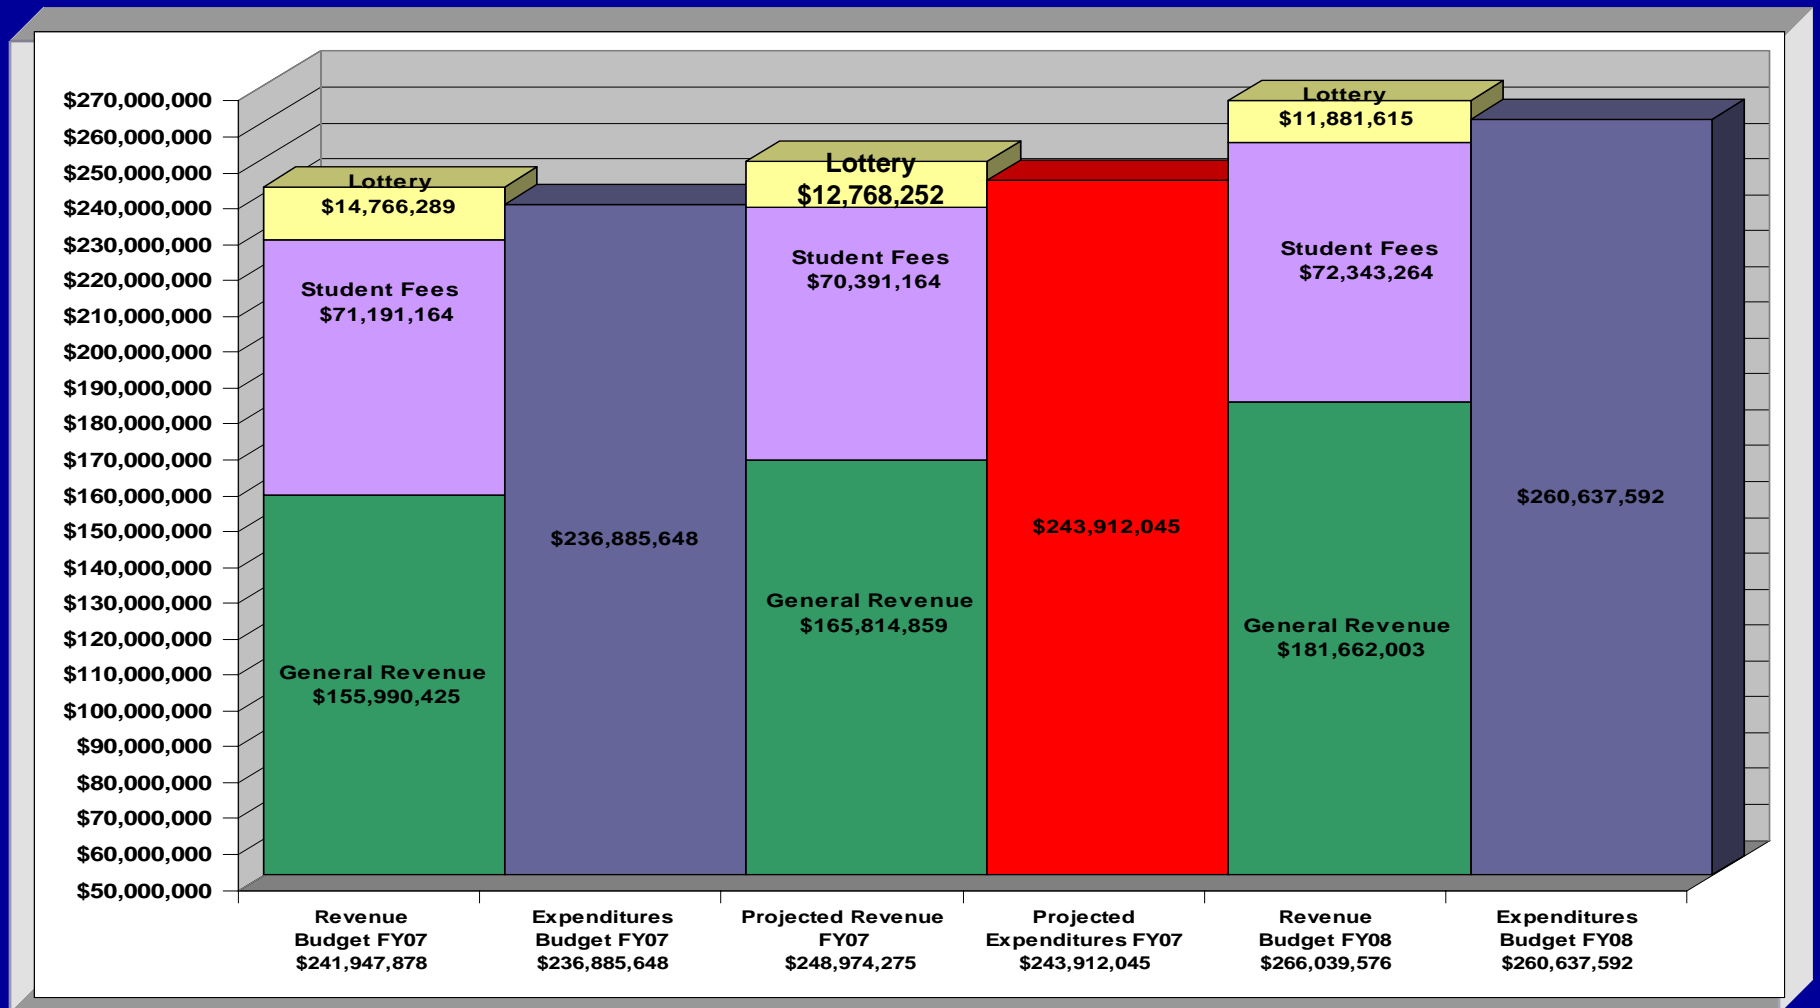 $270,000,000
$260,000,000
$250,000,000
$240,000,000
$230,000,000
$220,000,000
$210,000,000
$200,000,000
$190,000,000
$180,000,000
$170,000,000
$160,000,000
$150,000,000
$140,000,000
$130,000,000
$120,000,000
$110,000,000
$100,000,000
$90,000,000
$80,000,000
$70,000,000
$60,000,000
$50,000,000
Lottery
$14,766,289
Student Fees
$71,191,164
General Revenue
$155,990,425
$236,885,648
Lottery
$12,768,252
Student Fees
$70,391,164
General Revenue
$165,814,859
$243,912,045
Lottery
$11,881,615
Student Fees
$72,343,264
General Revenue
$181,662,003
$260,637,592
Revenue
Budget FY07
$241,947,878
Expenditures
Budget FY07
$236,885,648
Projected Revenue
FY07
$248,974,275
Projected
Expenditures FY07
$243,912,045
Revenue
Budget FY08
$266,039,576
Expenditures
Budget FY08
$260,637,592